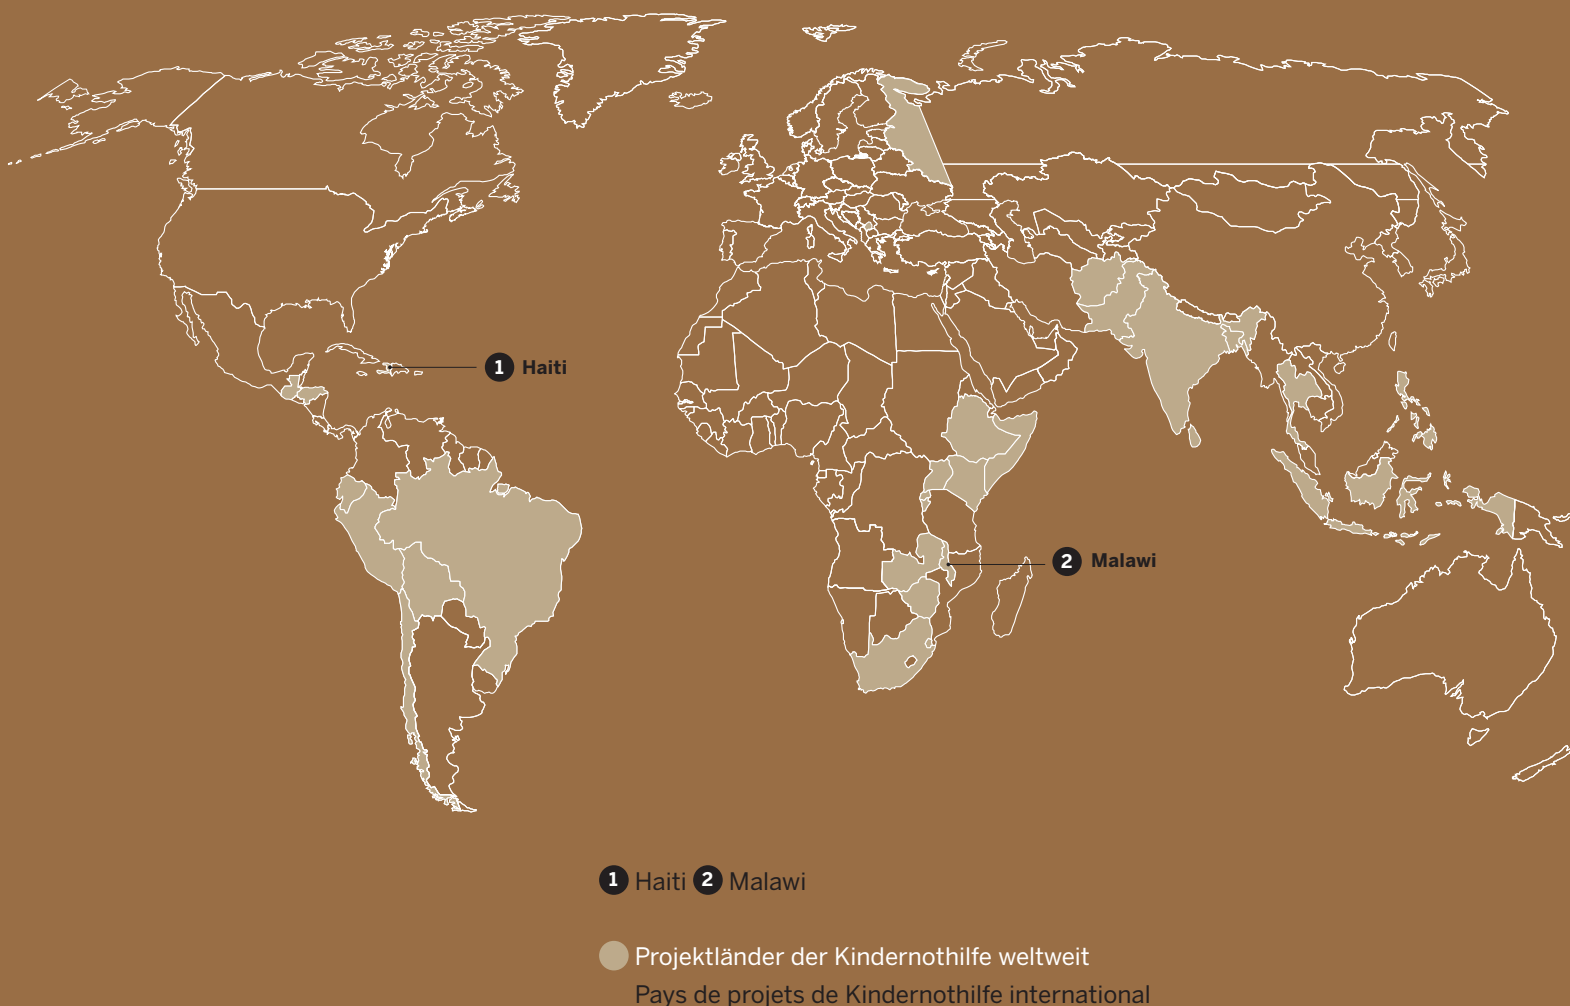 1 Haiti
2 Malawi
1 Haiti 2 Malawi
Projektländer der Kindernothilfe weltweit
Pays de projets de Kindernothilfe international